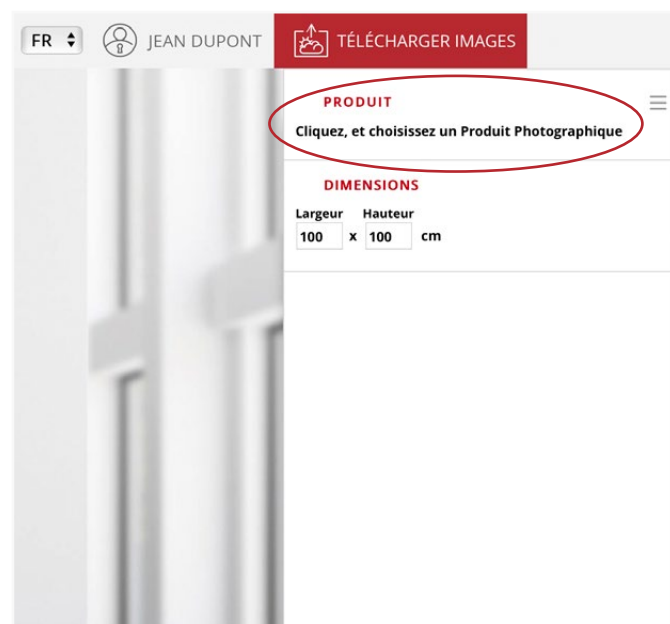 FR JEAN DUPONT TÉLÉCHARGER IMAGES
PRODUIT
Cliquez, et choisissez un Produit Photographique
DIMENSIONS
Largeur Hauteur
100 x 100 cm